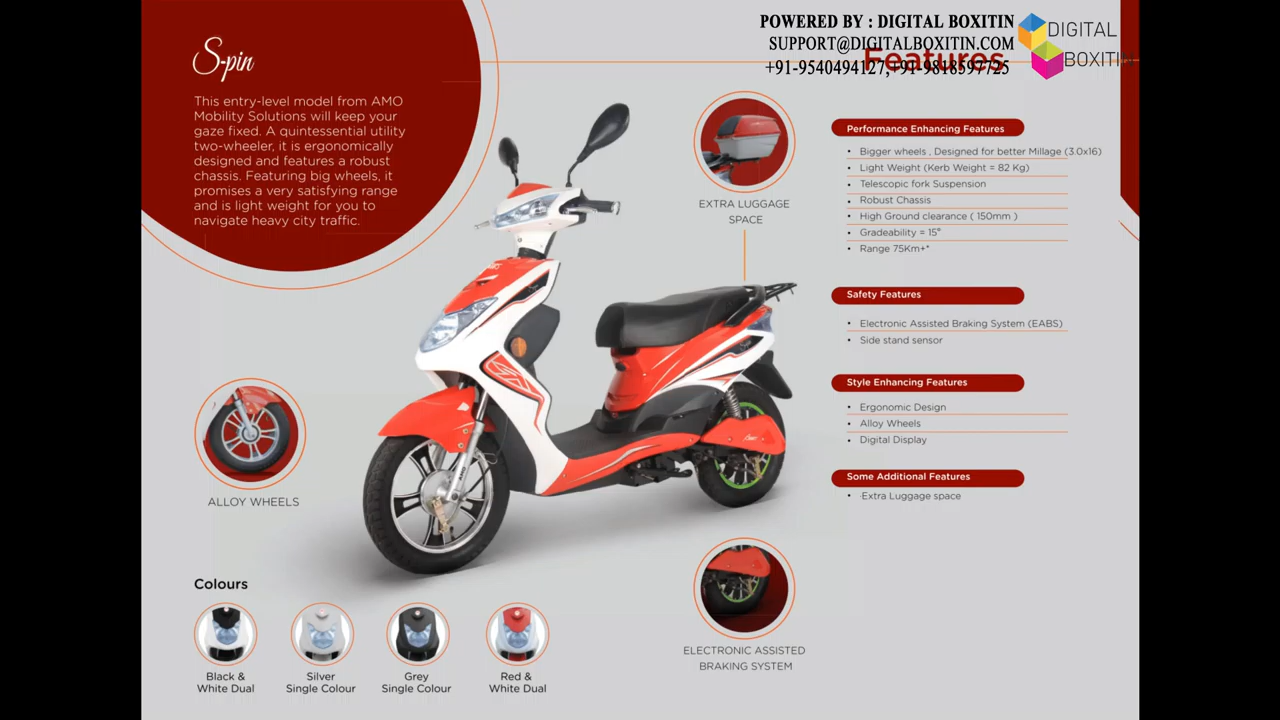 S-pin
This entry-level model from AMO
Mobility Solutions will keep your
gaze fixed. A quintessential utility
two-wheeler, it is ergonomically
designed and features a robust
chassis. Featuring big wheels, it
promises a very satisfying range
and is light weight for you to
navigate heavy city traffic.
POWERED BY : DIGITAL BOXITIN
SUPPORT@DIGITALBOXITIN.COM
+91-9540494127,+91-9818597725
DIGITAL
BOXITIN
Features
EXTRA LUGGAGE
SPACE
Performance Enhancing Features
• Bigger wheels , Designed for better Millage (3.0x16)
• Light Weight (Kerb Weight = 82 Kg)
• Telescopic fork Suspension
• Robust Chassis
• High Ground clearance ( 150mm )
• Gradeability = 15°
• Range 75Km+*
Safety Features
• Electronic Assisted Braking System (EABS)
• Side stand sensor
Style Enhancing Features
• Ergonomic Design
• Alloy Wheels
• Digital Display
Some Additional Features
• Extra Luggage space
ALLOY WHEELS
ELECTRONIC ASSISTED
BRAKING SYSTEM
Colours
Black &
White Dual
Silver
Single Colour
Grey
Single Colour
Red &
White Dual